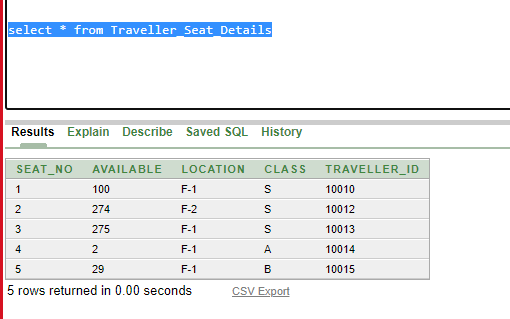 select * from Traveller_Seat_Details
Results Explain Describe Saved SQL History
SEAT_NO AVAILABLE LOCATION CLASS TRAVELLER_ID
1 100 F-1 S 10010
2 274 F-2 S 10012
3 275 F-1 S 10013
4 2 F-1 A 10014
5 29 F-1 B 10015
5 rows returned in 0.00 seconds CSV Export